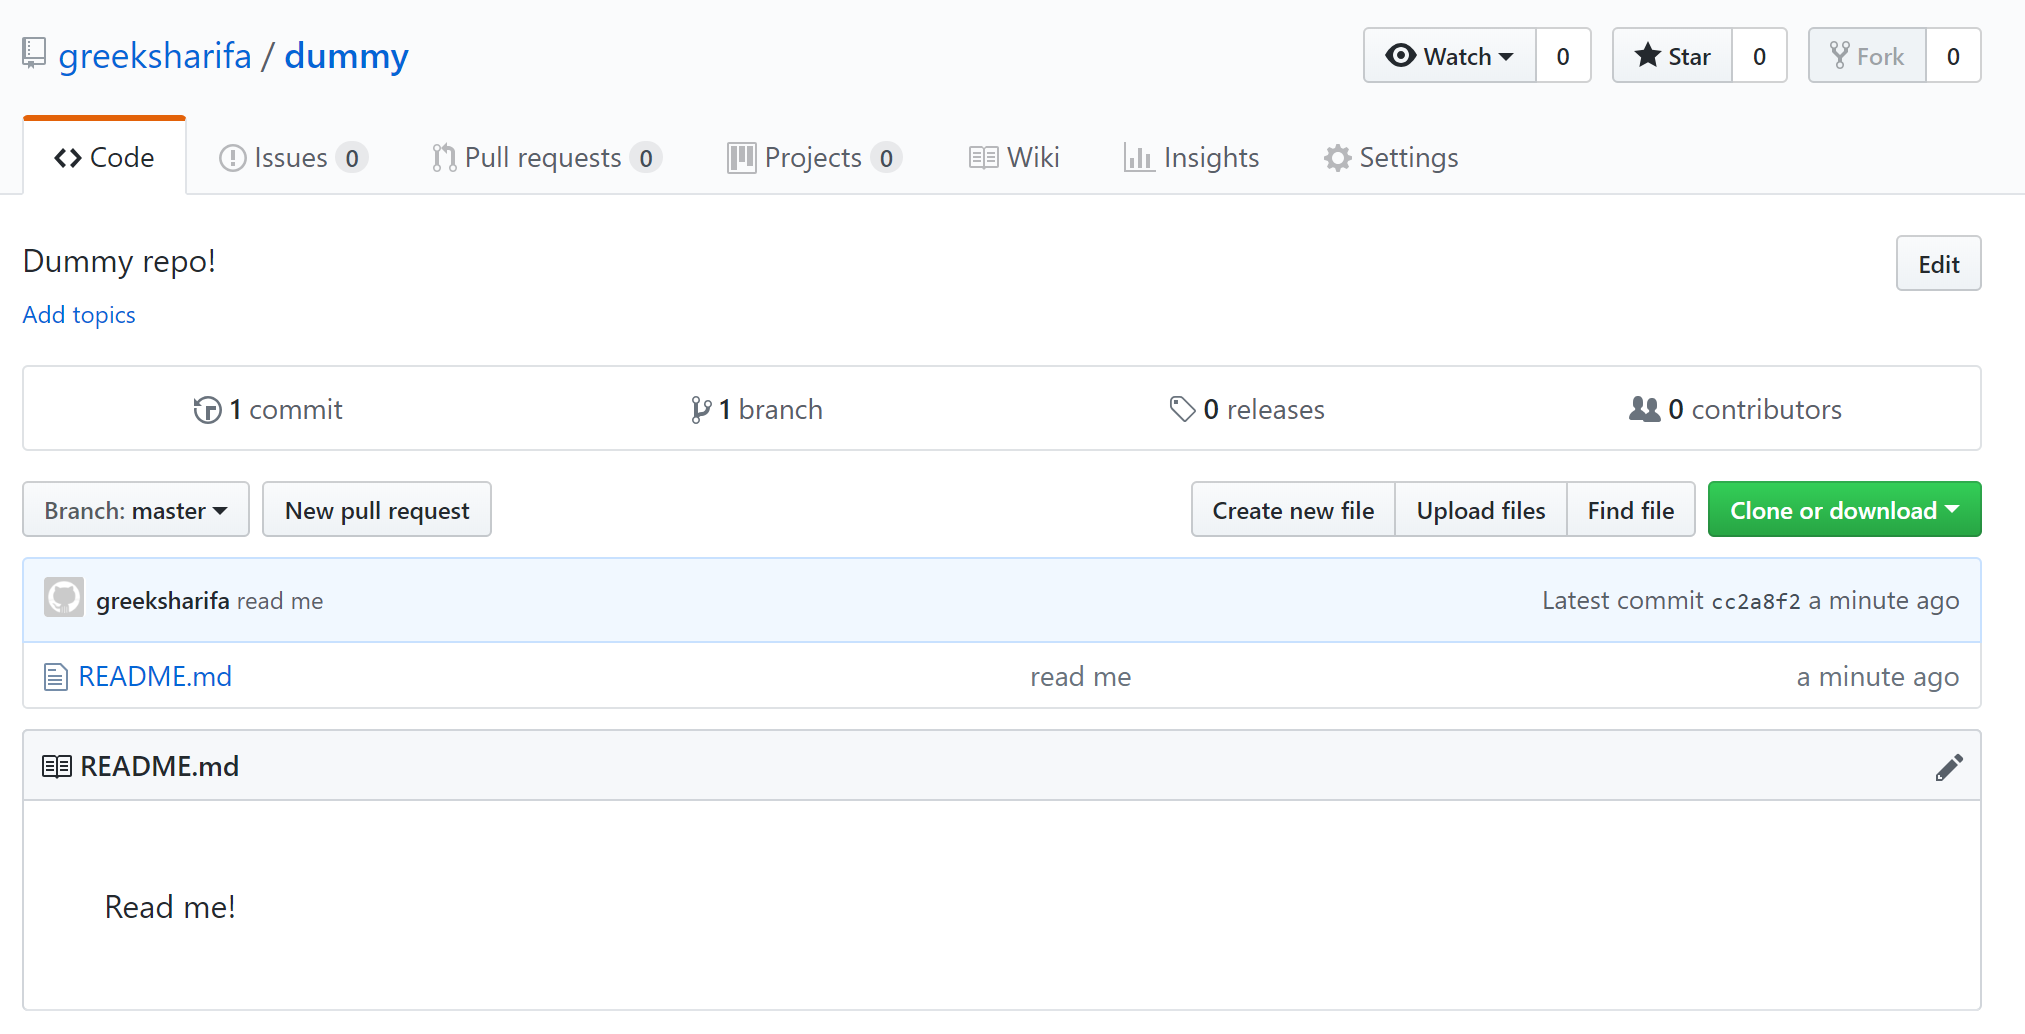 greeksharifa / dummy
Watch 0 Star 0 Fork 0
Code Issues 0 Pull requests 0 Projects 0 Wiki Insights Settings
Dummy repo! Edit
Add topics
1 commit 1 branch 0 releases 0 contributors
Branch: master New pull request Create new file Upload files Find file Clone or download
greeksharifa read me Latest commit cc2a8f2 a minute ago
README.md read me a minute ago
README.md
Read me!